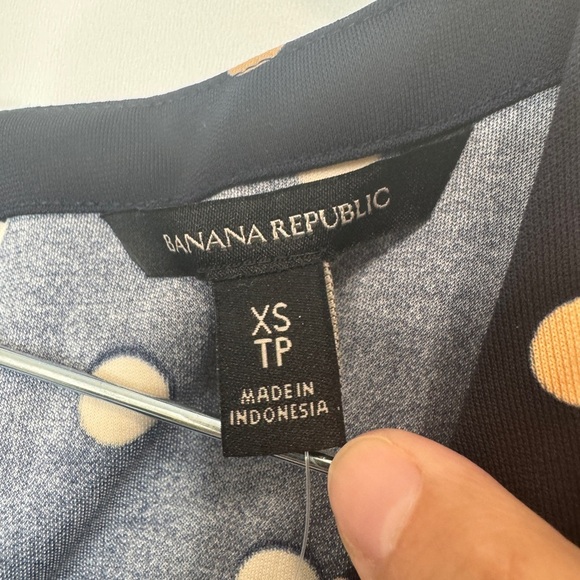 BANANA REPUBLIC
XS
TP
MADE IN
INDONESIA